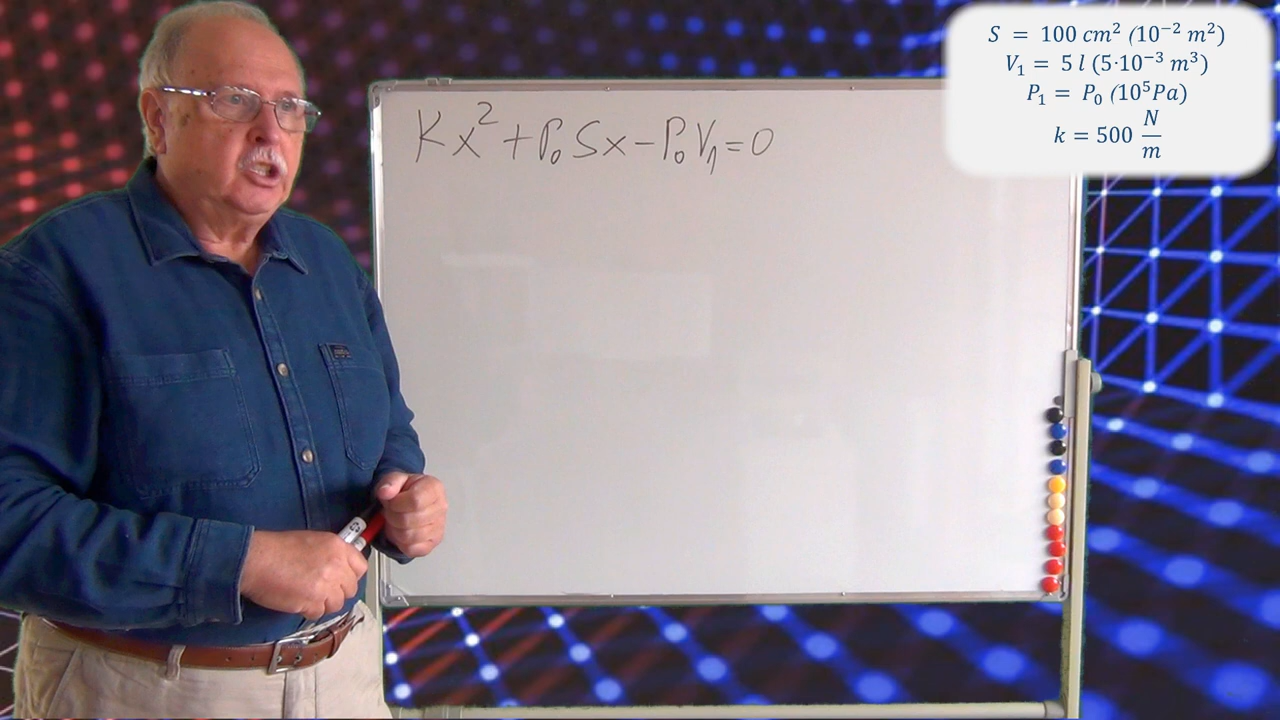 S = 100 cm² (10⁻² m²)
V₁ = 5 l (5·10⁻³ m³)
P₁ = P₀ (10⁵Pa)
k = 500 N/m
Kx² + P₀Sx − P₀V₁ = 0